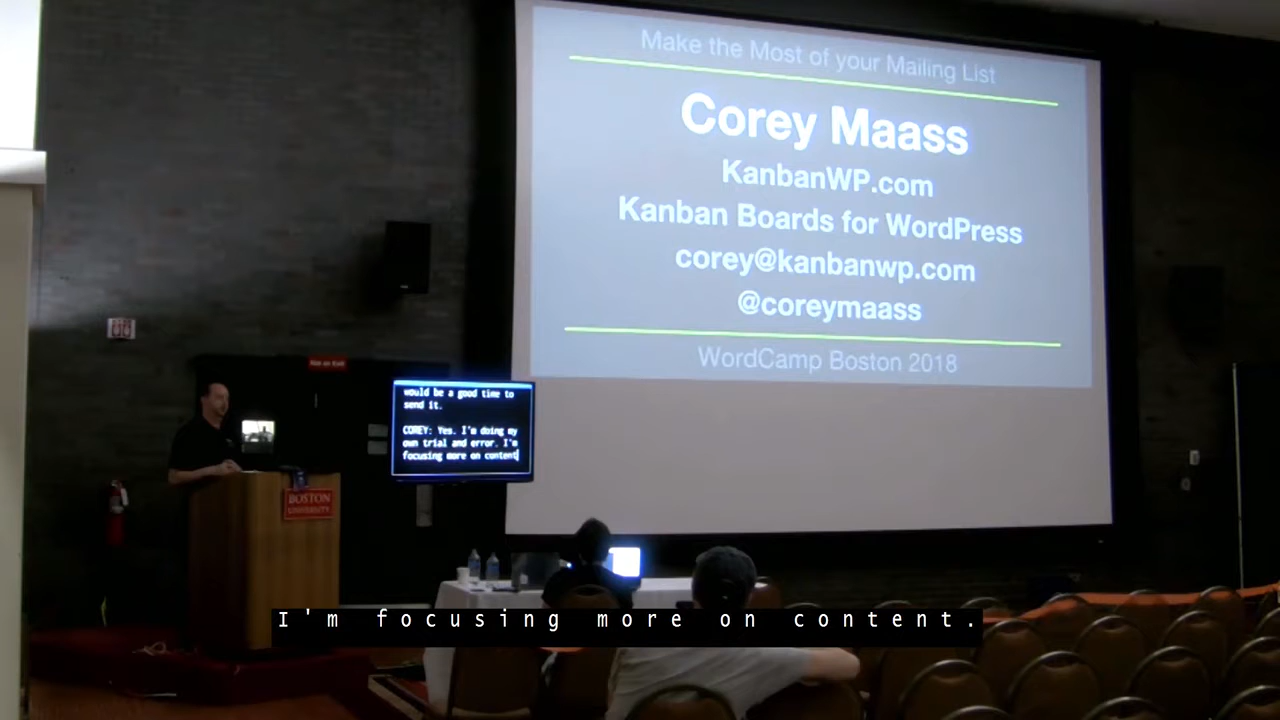 Make the Most of your Mailing List
Corey Maass
KanbanWP.com
Kanban Boards for WordPress
corey@kanbanwp.com
@coreymaass
WordCamp Boston 2018
would be a good time to
send it.
COREY: Yes. I'm doing my
own trial and error. I'm
focusing more on content
BOSTON
UNIVERSITY
I'm focusing more on content.